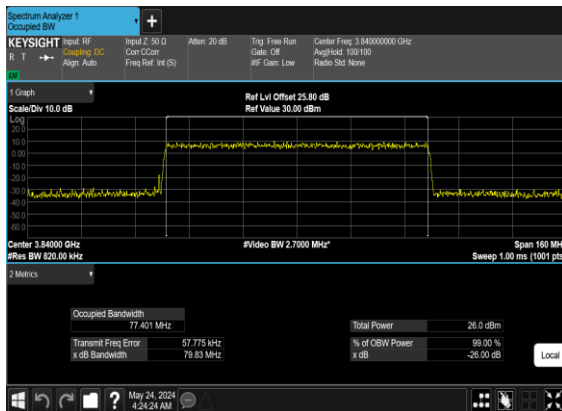 Spectrum Analyzer 1
Occupied BW
+
KEYSIGHT
R T
LXI
Input: RF
Coupling: DC
Align: Auto
Input Z: 50 Ω
Corr CCorr
Freq Ref: Int (S)
Atten: 20 dB
Trig: Free Run
Gate: Off
#IF Gain: Low
Center Freq: 3.840000000 GHz
Avg|Hold: 100/100
Radio Std: None
1 Graph
Scale/Div 10.0 dB
Ref Lvl Offset 25.80 dB
Ref Value 30.00 dBm
Log
20.0
10.0
0.00
-10.0
-20.0
-30.0
-40.0
-50.0
-60.0
Center 3.84000 GHz
#Res BW 820.00 kHz
#Video BW 2.7000 MHz*
Span 160 MH
Sweep 1.00 ms (1001 pts
2 Metrics
Occupied Bandwidth
77.401 MHz
Total Power 26.0 dBm
Transmit Freq Error 57.775 kHz
% of OBW Power 99.00 %
x dB Bandwidth 79.83 MHz
x dB -26.00 dB
Local
?
May 24, 2024
4:24:24 AM